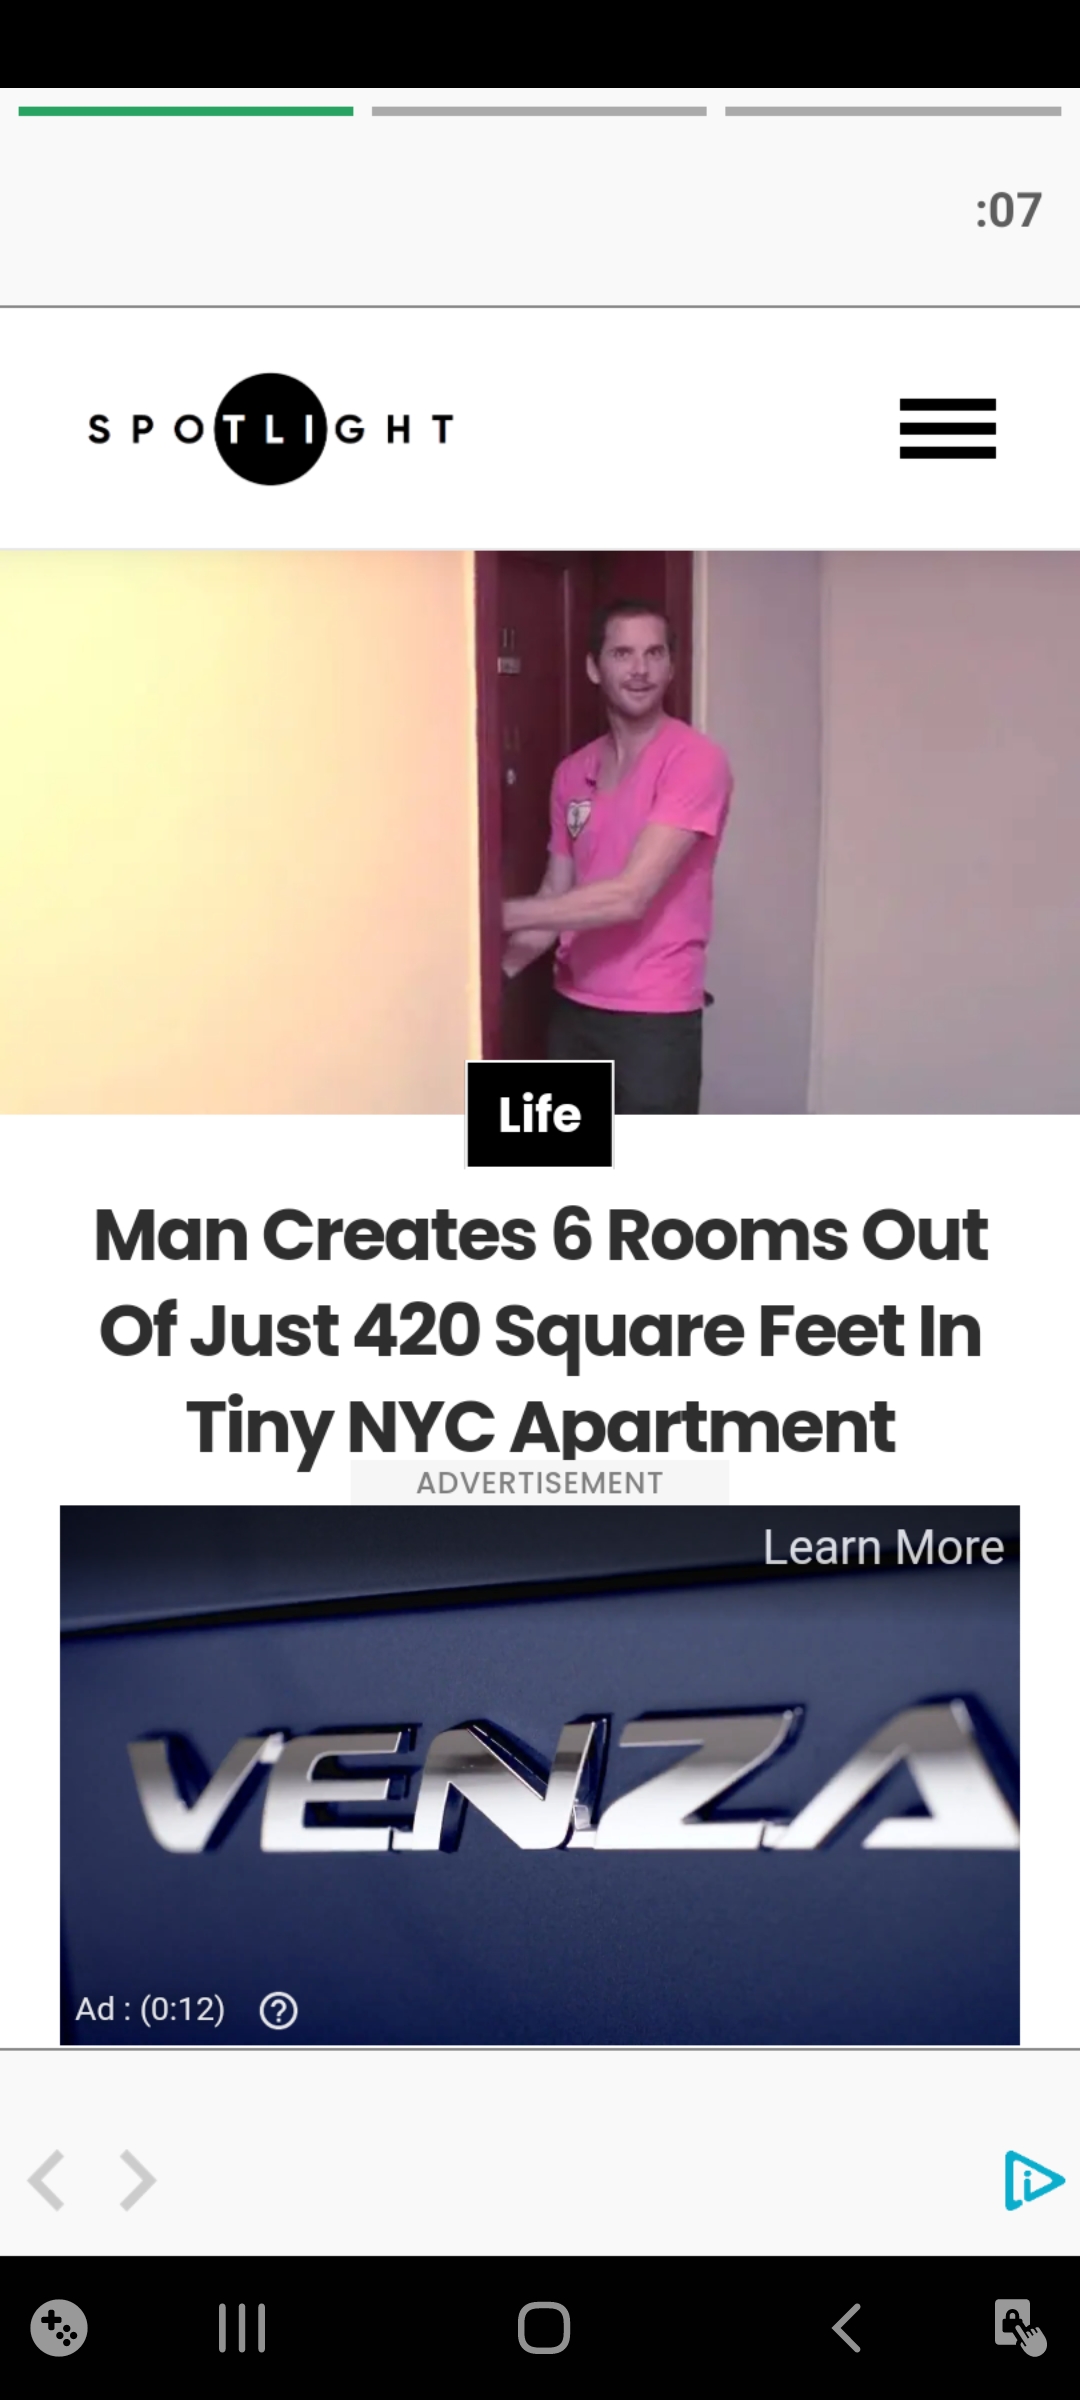 :07
SPOTLIGHT
Life
Man Creates 6 Rooms Out
Of Just 420 Square Feet In
Tiny NYC Apartment
ADVERTISEMENT
Learn More
VENZA
Ad : (0:12) ?